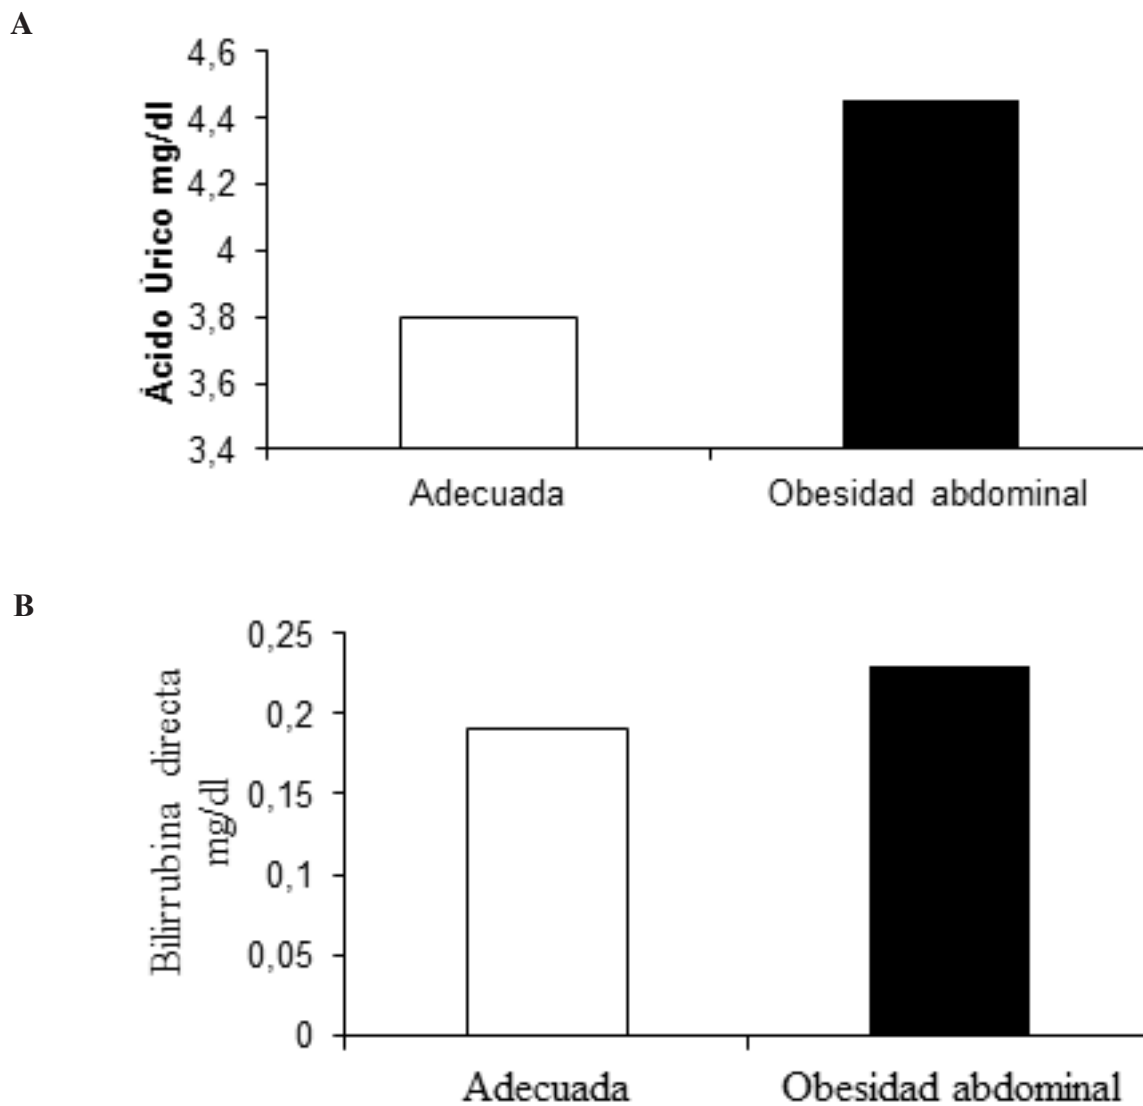 A
Ácido Úrico mg/dl
4,6
4,4
4,2
4
3,8
3,6
3,4
Adecuada
Obesidad abdominal
B
Bilirrubina directa
mg/dl
0,25
0,2
0,15
0,1
0,05
0
Adecuada
Obesidad abdominal